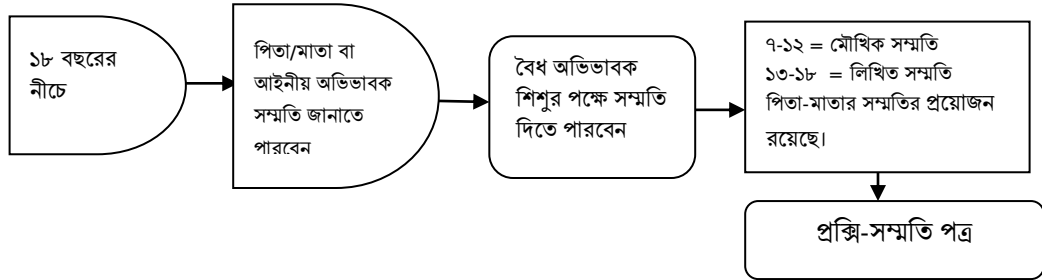 ১৮ বছরের
নীচে
পিতা/মাতা বা
আইনীয় অভিভাবক
সম্মতি জানাতে
পারবেন
বৈধ অভিভাবক
শিশুর পক্ষে সম্মতি
দিতে পারবেন
৭-১২ = মৌখিক সম্মতি
১৩-১৮ = লিখিত সম্মতি
পিতা-মাতার সম্মতির প্রয়োজন
রয়েছে।
প্রক্সি-সম্মতি পত্র